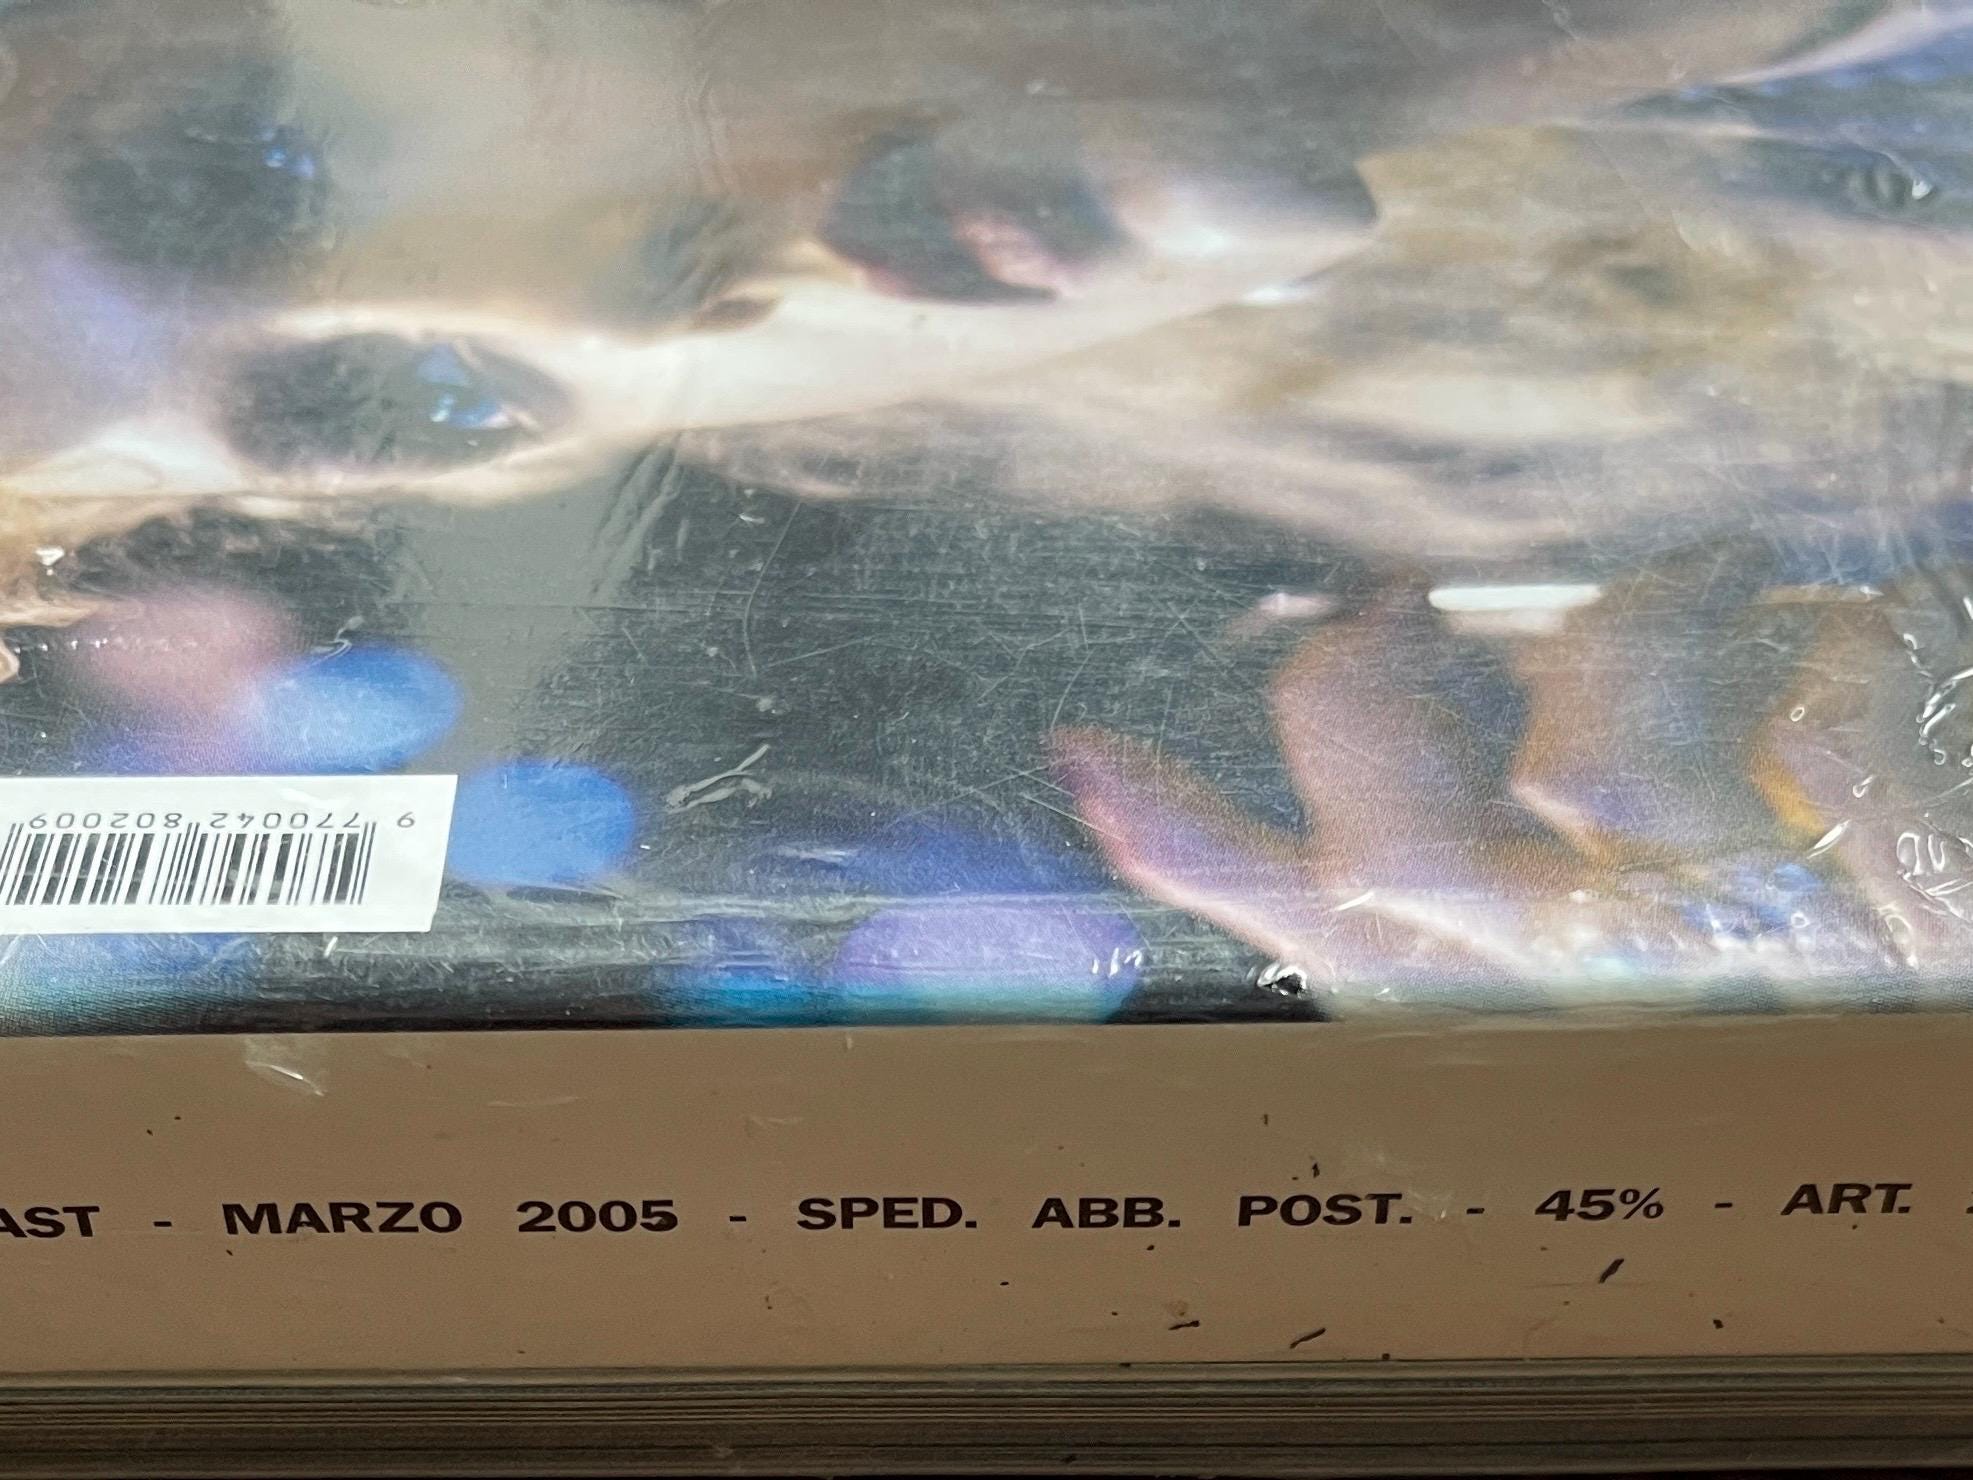 9 770042 802009
AST - MARZO 2005 - SPED. ABB. POST. - 45% - ART.